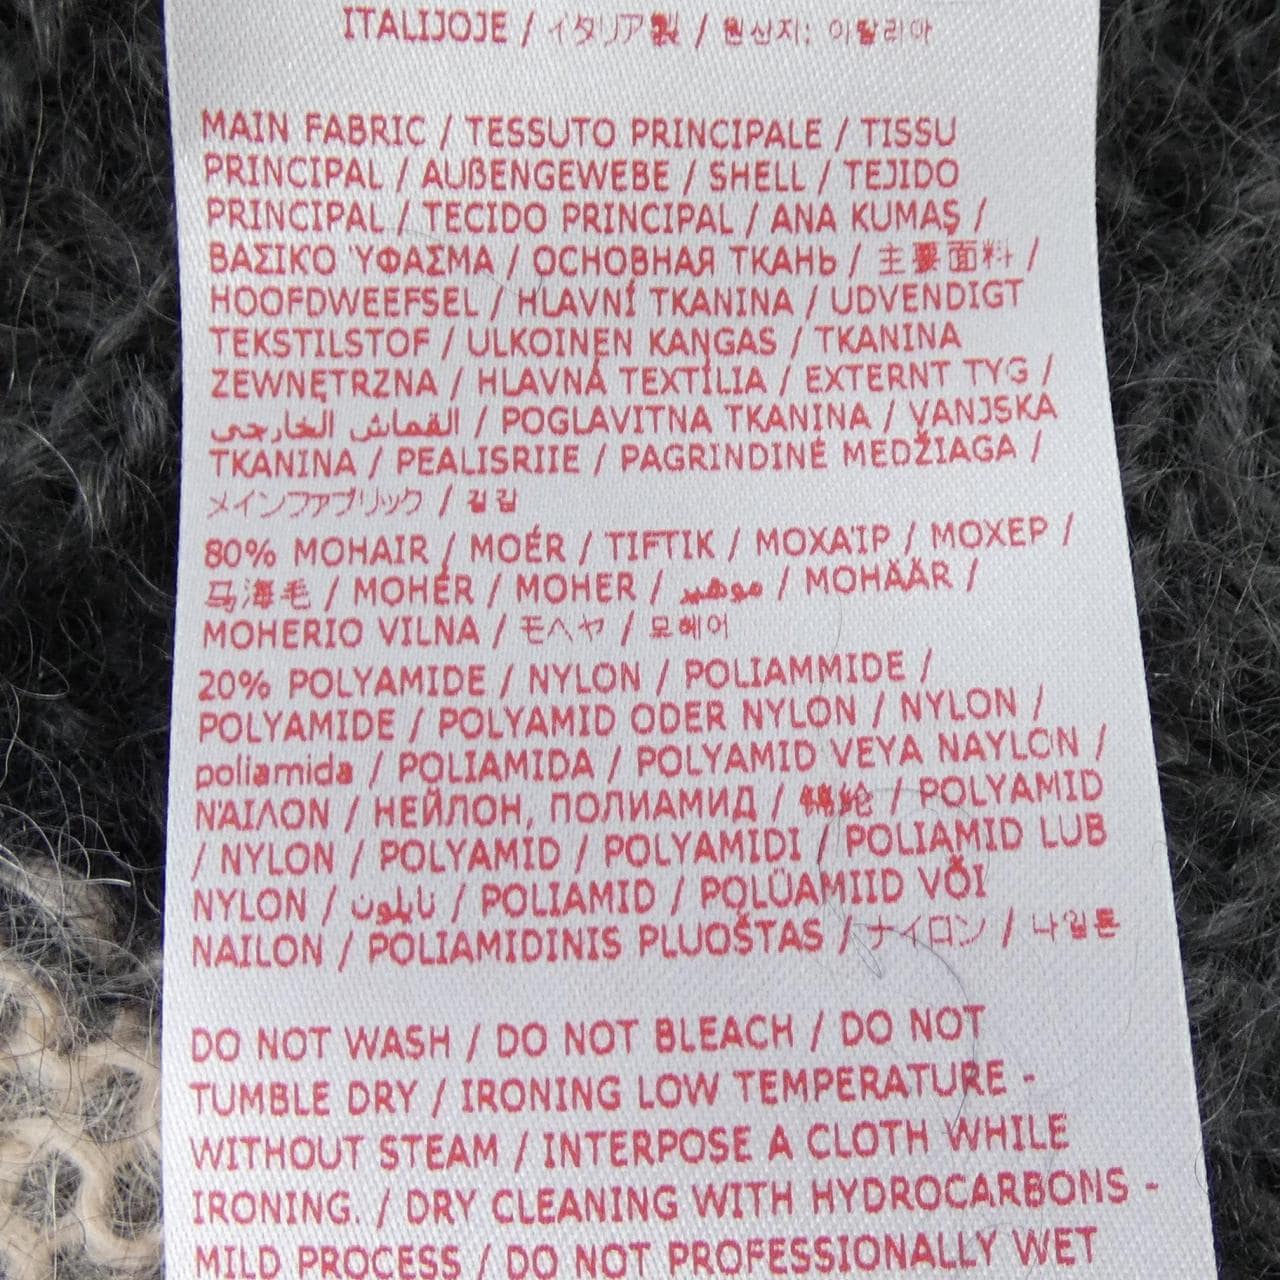 ITALIJOJE / イタリア製 / 원산지: 이탈리아
MAIN FABRIC / TESSUTO PRINCIPALE / TISSU
PRINCIPAL / AUßENGEWEBE / SHELL / TEJIDO
PRINCIPAL / TECIDO PRINCIPAL / ANA KUMAŞ /
ΒΑΣΙΚΟ ΎΦΑΣΜΑ / ОСНОВНАЯ ТКАНЬ / 主要面料 /
HOOFDWEEFSEL / HLAVNÍ TKANINA / UDVENDIGT
TEKSTILSTOF / ULKOINEN KANGAS / TKANINA
ZEWNĘTRZNA / HLAVNÁ TEXTÍLIA / EXTERNT TYG /
القماش الخارجي / POGLAVITNA TKANINA / VANJSKA
TKANINA / PEALISRIIE / PAGRINDINĖ MEDŽIAGA /
メインファブリック / 겉감
80% MOHAIR / MOÉR / TIFTIK / ΜΟΧΑΊΡ / МОХЕР /
马海毛 / MOHÉR / MOHER / موهير / MOHÄÄR /
MOHERIO VILNA / モヘヤ / 모헤어
20% POLYAMIDE / NYLON / POLIAMMIDE /
POLYAMIDE / POLYAMID ODER NYLON / NYLON /
poliamida / POLIAMIDA / POLYAMID VEYA NAYLON /
ΝΆΙΛΟΝ / НЕЙЛОН, ПОЛИАМИД / 锦纶 / POLYAMID
/ NYLON / POLYAMID / POLYAMIDI / POLIAMID LUB
NYLON / نايلون / POLIAMID / POLÜAMIID VÕI
NAILON / POLIAMIDINIS PLUOŠTAS / ナイロン / 나일론
DO NOT WASH / DO NOT BLEACH / DO NOT
TUMBLE DRY / IRONING LOW TEMPERATURE -
WITHOUT STEAM / INTERPOSE A CLOTH WHILE
IRONING. / DRY CLEANING WITH HYDROCARBONS -
MILD PROCESS / DO NOT PROFESSIONALLY WET